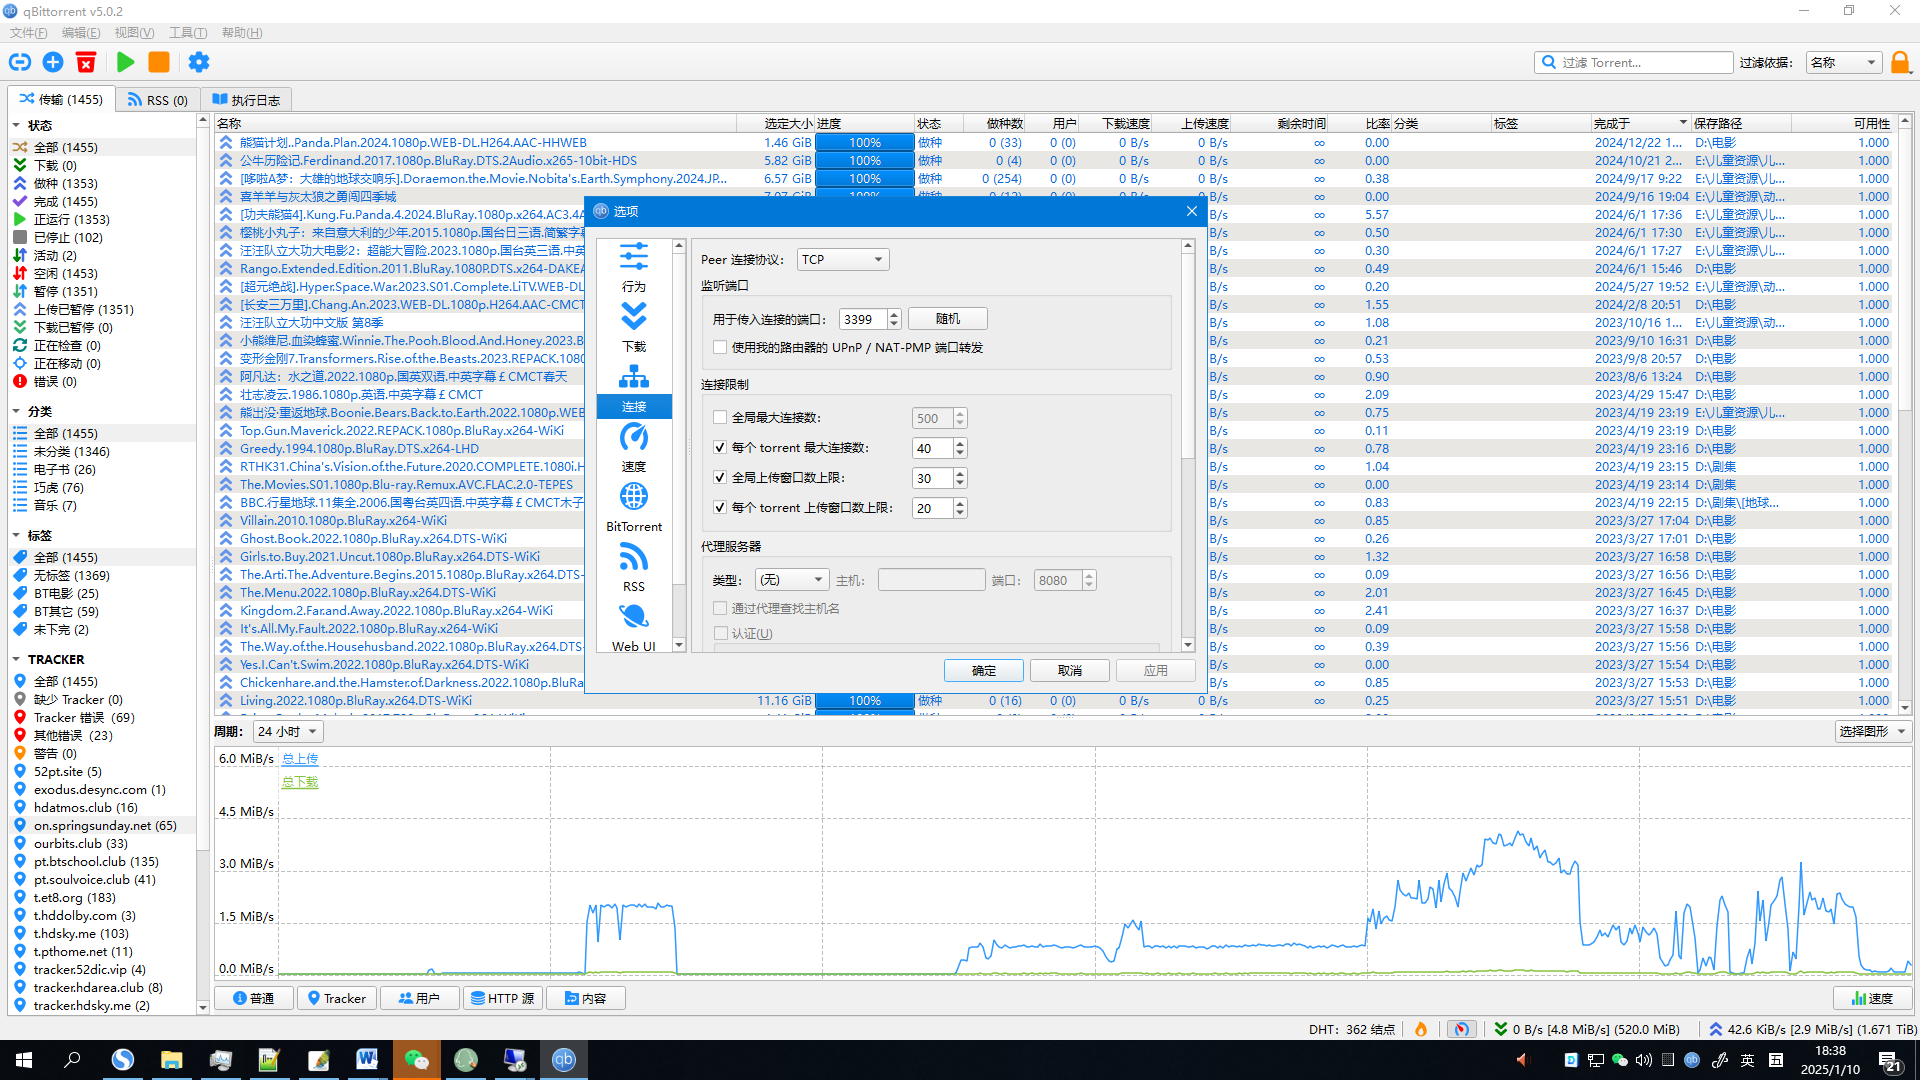 qBittorrent v5.0.2
文件(F) 编辑(E) 视图(V) 工具(T) 帮助(H)
过滤 Torrent... 过滤依据： 名称
传输 (1455) RSS (0) 执行日志
状态
全部 (1455)
下载 (0)
做种 (1353)
完成 (1455)
正运行 (1353)
已停止 (102)
活动 (2)
空闲 (1453)
暂停 (1351)
上传已暂停 (1351)
下载已暂停 (0)
正在检查 (0)
正在移动 (0)
错误 (0)
分类
全部 (1455)
未分类 (1346)
电子书 (26)
巧虎 (76)
音乐 (7)
标签
全部 (1455)
无标签 (1369)
BT电影 (25)
BT其它 (59)
未下完 (2)
TRACKER
全部 (1455)
缺少 Tracker (0)
Tracker 错误 (69)
其他错误 (23)
警告 (0)
52pt.site (5)
exodus.desync.com (1)
hdatmos.club (16)
on.springsunday.net (65)
ourbits.club (33)
pt.btschool.club (135)
pt.soulvoice.club (41)
t.et8.org (183)
t.hddolby.com (3)
t.hdsky.me (103)
t.pthome.net (11)
tracker.52dic.vip (4)
tracker.hdarea.club (8)
tracker.hdsky.me (2)
名称 选定大小 进度 状态 做种数 用户 下载速度 上传速度 剩余时间 比率 分类 标签 完成于 保存路径 可用性
熊猫计划..Panda.Plan.2024.1080p.WEB-DL.H264.AAC-HHWEB 1.46 GiB 100% 做种 0 (33) 0 (0) 0 B/s 0 B/s ∞ 0.00 2024/12/22 1... D:\电影 1.000
公牛历险记.Ferdinand.2017.1080p.BluRay.DTS.2Audio.x265-10bit-HDS 5.82 GiB 100% 做种 0 (4) 0 (0) 0 B/s 0 B/s ∞ 0.00 2024/10/21 2... E:\儿童资源\儿... 1.000
[哆啦A梦：大雄的地球交响乐].Doraemon.the.Movie.Nobita's.Earth.Symphony.2024.JP... 6.57 GiB 100% 做种 0 (254) 0 (0) 0 B/s 0 B/s ∞ 0.38 2024/9/17 9:22 E:\儿童资源\儿... 1.000
喜羊羊与灰太狼之勇闯四季城 ∞ 0.00 2024/9/16 19:04 E:\儿童资源\儿... 1.000
[功夫熊猫4].Kung.Fu.Panda.4.2024.BluRay.1080p.x264.AC3.4A B/s ∞ 5.57 2024/6/1 17:36 E:\儿童资源\儿... 1.000
樱桃小丸子：来自意大利的少年.2015.1080p.国台日三语.简繁字幕 B/s ∞ 0.50 2024/6/1 17:30 E:\儿童资源\儿... 1.000
汪汪队立大功大电影2：超能大冒险.2023.1080p.国台英三语.中英 B/s ∞ 0.30 2024/6/1 17:27 E:\儿童资源\儿... 1.000
Rango.Extended.Edition.2011.BluRay.1080P.DTS.x264-DAKEA B/s ∞ 0.49 2024/6/1 15:46 D:\电影 1.000
[超元绝战].Hyper.Space.War.2023.S01.Complete.LiTV.WEB-DL B/s ∞ 0.20 2024/5/27 19:52 E:\儿童资源\动... 1.000
[长安三万里].Chang.An.2023.WEB-DL.1080p.H264.AAC-CMCT B/s ∞ 1.55 2024/2/8 20:51 D:\电影 1.000
汪汪队立大功中文版 第8季 B/s ∞ 1.08 2023/10/16 1... E:\儿童资源\动... 1.000
小熊维尼.血染蜂蜜.Winnie.The.Pooh.Blood.And.Honey.2023.B B/s ∞ 0.21 2023/9/10 16:31 D:\电影 1.000
变形金刚7.Transformers.Rise.of.the.Beasts.2023.REPACK.1080 B/s ∞ 0.53 2023/9/8 20:57 D:\电影 1.000
阿凡达：水之道.2022.1080p.国英双语.中英字幕￡CMCT春天 B/s ∞ 0.90 2023/8/6 13:24 D:\电影 1.000
壮志凌云.1986.1080p.英语.中英字幕￡CMCT B/s ∞ 2.09 2023/4/29 15:47 D:\电影 1.000
熊出没·重返地球.Boonie.Bears.Back.to.Earth.2022.1080p.WEB B/s ∞ 0.75 2023/4/19 23:19 E:\儿童资源\儿... 1.000
Top.Gun.Maverick.2022.REPACK.1080p.BluRay.x264-WiKi B/s ∞ 0.11 2023/4/19 23:19 D:\电影 1.000
Greedy.1994.1080p.BluRay.DTS.x264-LHD B/s ∞ 0.78 2023/4/19 23:16 D:\电影 1.000
RTHK31.China's.Vision.of.the.Future.2020.COMPLETE.1080i.H B/s ∞ 1.04 2023/4/19 23:15 D:\剧集 1.000
The.Movies.S01.1080p.Blu-ray.Remux.AVC.FLAC.2.0-TEPES B/s ∞ 0.00 2023/4/19 23:14 D:\剧集 1.000
BBC.行星地球.11集全.2006.国粤台英四语.中英字幕￡CMCT木子 B/s ∞ 0.83 2023/4/19 22:15 D:\剧集\[地球... 1.000
Villain.2010.1080p.BluRay.x264-WiKi B/s ∞ 0.85 2023/3/27 17:04 D:\电影 1.000
Ghost.Book.2022.1080p.BluRay.x264.DTS-WiKi B/s ∞ 0.26 2023/3/27 17:01 D:\电影 1.000
Girls.to.Buy.2021.Uncut.1080p.BluRay.x264.DTS-WiKi B/s ∞ 1.32 2023/3/27 16:58 D:\电影 1.000
The.Arti.The.Adventure.Begins.2015.1080p.BluRay.x264.DTS- B/s ∞ 0.09 2023/3/27 16:56 D:\电影 1.000
The.Menu.2022.1080p.BluRay.x264.DTS-WiKi B/s ∞ 2.01 2023/3/27 16:45 D:\电影 1.000
Kingdom.2.Far.and.Away.2022.1080p.BluRay.x264-WiKi B/s ∞ 2.41 2023/3/27 16:37 D:\电影 1.000
It's.All.My.Fault.2022.1080p.BluRay.x264-WiKi B/s ∞ 0.09 2023/3/27 15:58 D:\电影 1.000
The.Way.of.the.Househusband.2022.1080p.BluRay.x264.DTS- B/s ∞ 0.39 2023/3/27 15:56 D:\电影 1.000
Yes.I.Can't.Swim.2022.1080p.BluRay.x264.DTS-WiKi B/s ∞ 0.00 2023/3/27 15:54 D:\电影 1.000
Chickenhare.and.the.Hamster.of.Darkness.2022.1080p.BluRa B/s ∞ 0.85 2023/3/27 15:53 D:\电影 1.000
Living.2022.1080p.BluRay.x264.DTS-WiKi 11.16 GiB 100% 做种 0 (16) 0 (0) 0 B/s 0 B/s ∞ 0.25 2023/3/27 15:51 D:\电影 1.000
选项
行为
下载
连接
速度
BitTorrent
RSS
Web UI
Peer 连接协议： TCP
监听端口
用于传入连接的端口： 3399 随机
使用我的路由器的 UPnP / NAT-PMP 端口转发
连接限制
全局最大连接数： 500
每个 torrent 最大连接数： 40
全局上传窗口数上限： 30
每个 torrent 上传窗口数上限： 20
代理服务器
类型： (无) 主机： 端口： 8080
通过代理查找主机名
认证(U)
确定 取消 应用
周期： 24 小时 选择图形
6.0 MiB/s 总上传
总下载
4.5 MiB/s
3.0 MiB/s
1.5 MiB/s
0.0 MiB/s
普通 Tracker 用户 HTTP 源 内容 速度
DHT：362 结点 0 B/s [4.8 MiB/s] (520.0 MiB) 42.6 KiB/s [2.9 MiB/s] (1.671 TiB)
英 18:38
2025/1/10 21